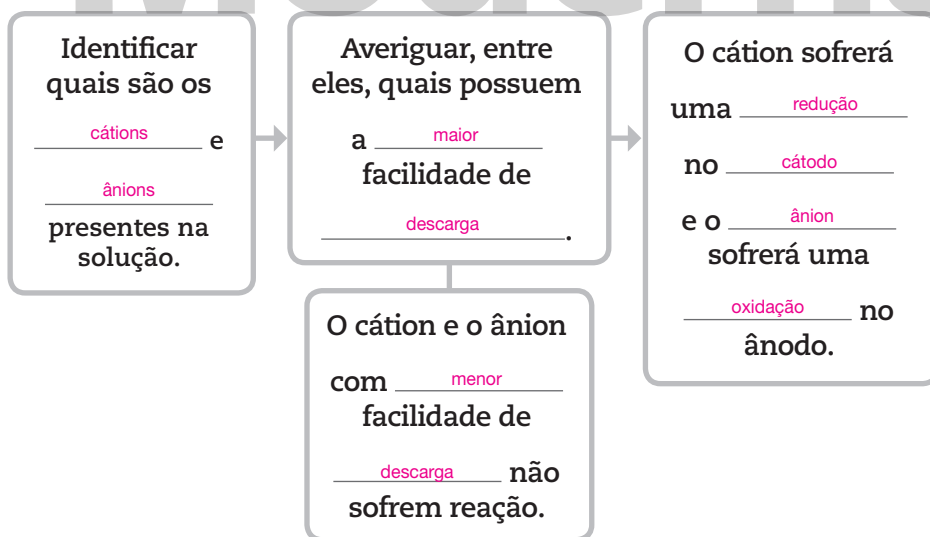 Moderna
Identificar
quais são os
cátions e
ânions
presentes na
solução.
Averiguar, entre
eles, quais possuem
a maior
facilidade de
descarga.
O cátion e o ânion
com menor
facilidade de
descarga não
sofrem reação.
O cátion sofrerá
uma redução
no cátodo
e o ânion
sofrerá uma
oxidação no
ânodo.